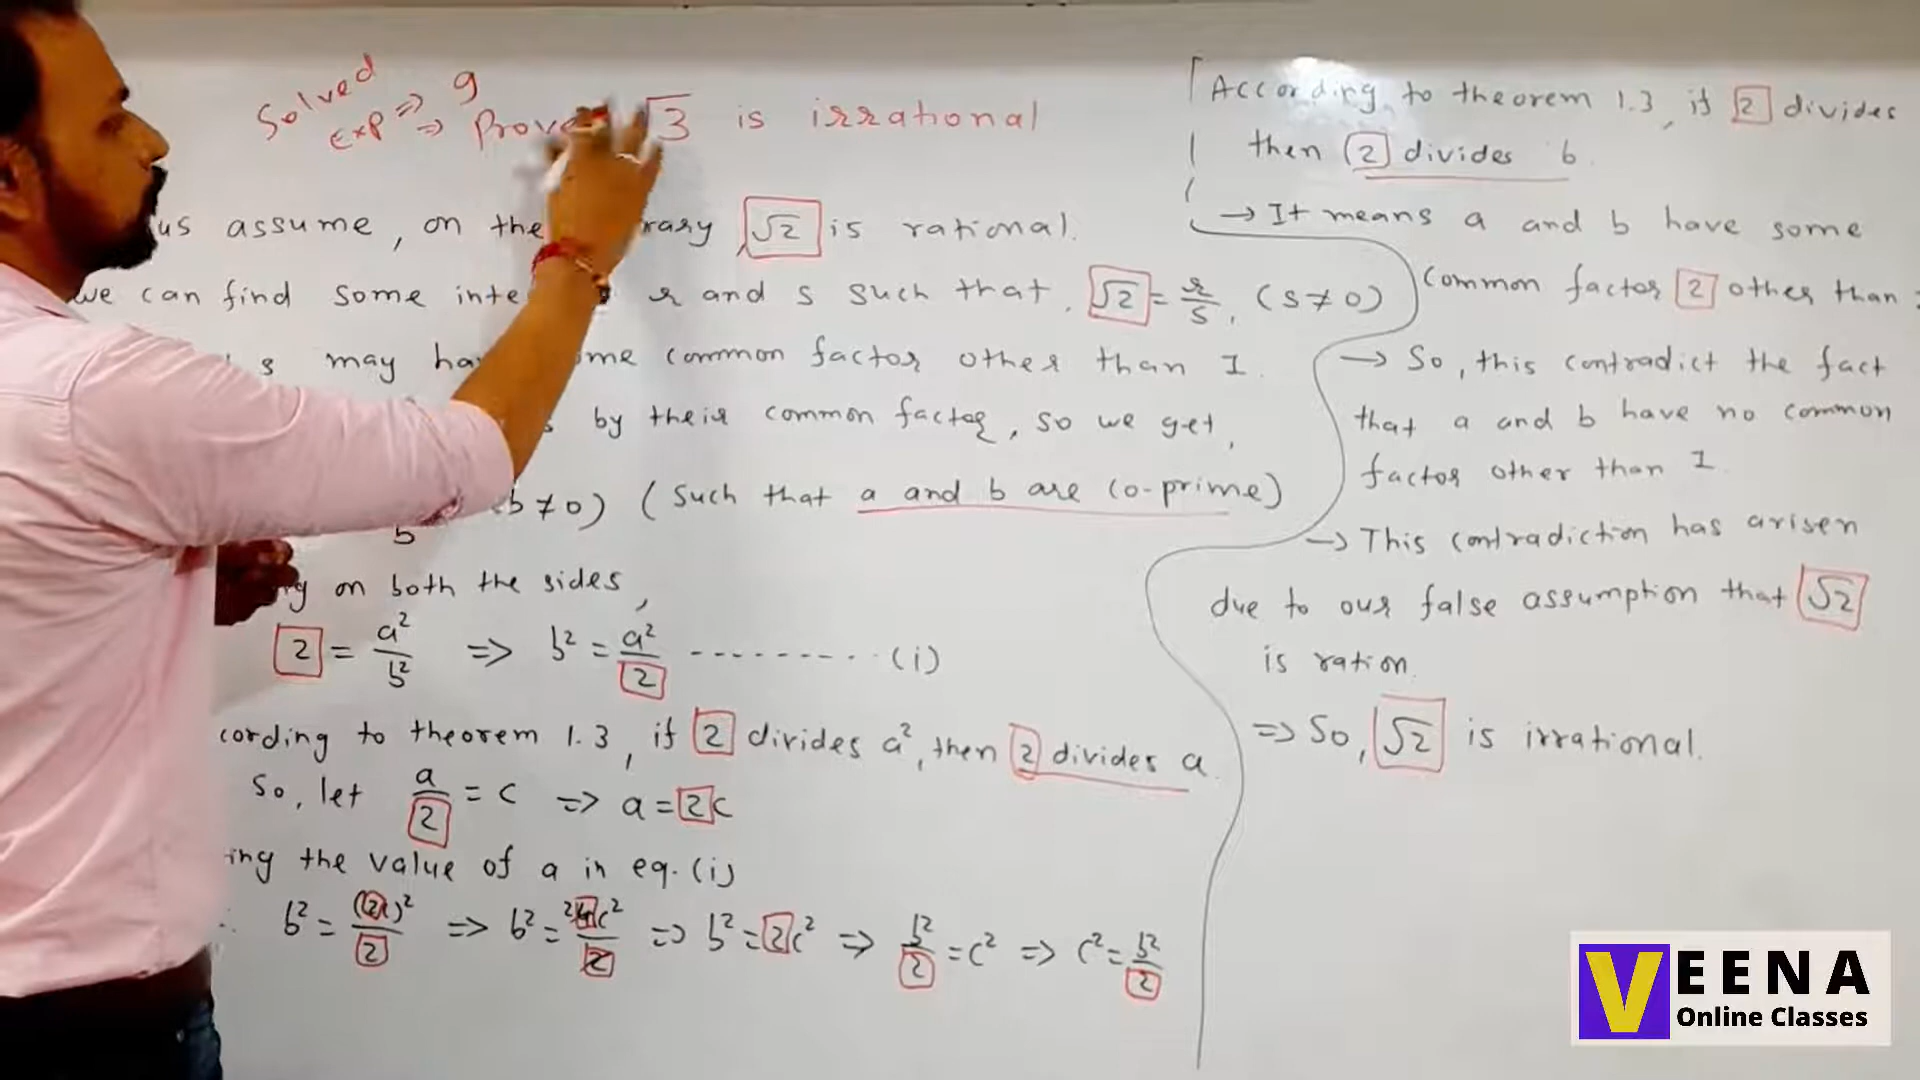 Solved
Exp => 9
=> Prove √3 is irrational
us assume, on the rary, √2 is rational.
we can find some inte r and s such that, √2 = r/s, (s ≠ 0)
s may ha me common factor other than 1.
by their common factor, so we get,
b b ≠ 0) (such that a and b are co-prime)
g on both the sides,
2 = a²/b² => b² = a²/2 --------- (i)
cording to theorem 1.3, if 2 divides a², then 2 divides a.
So, let a/2 = c => a = 2c
ing the value of a in eq. (i)
∴ b² = (2c)²/2 => b² = c²/2 => b² = 2c² => b²/2 = c² => c² = b²/2
According to theorem 1.3, if 2 divides
then 2 divides b.
→ It means a and b have some
common factor 2 other than
→ So, this contradict the fact
that a and b have no common
factor other than 1.
→ This contradiction has arisen
due to our false assumption that √2
is ration.
=> So, √2 is irrational.
VEENA
Online Classes